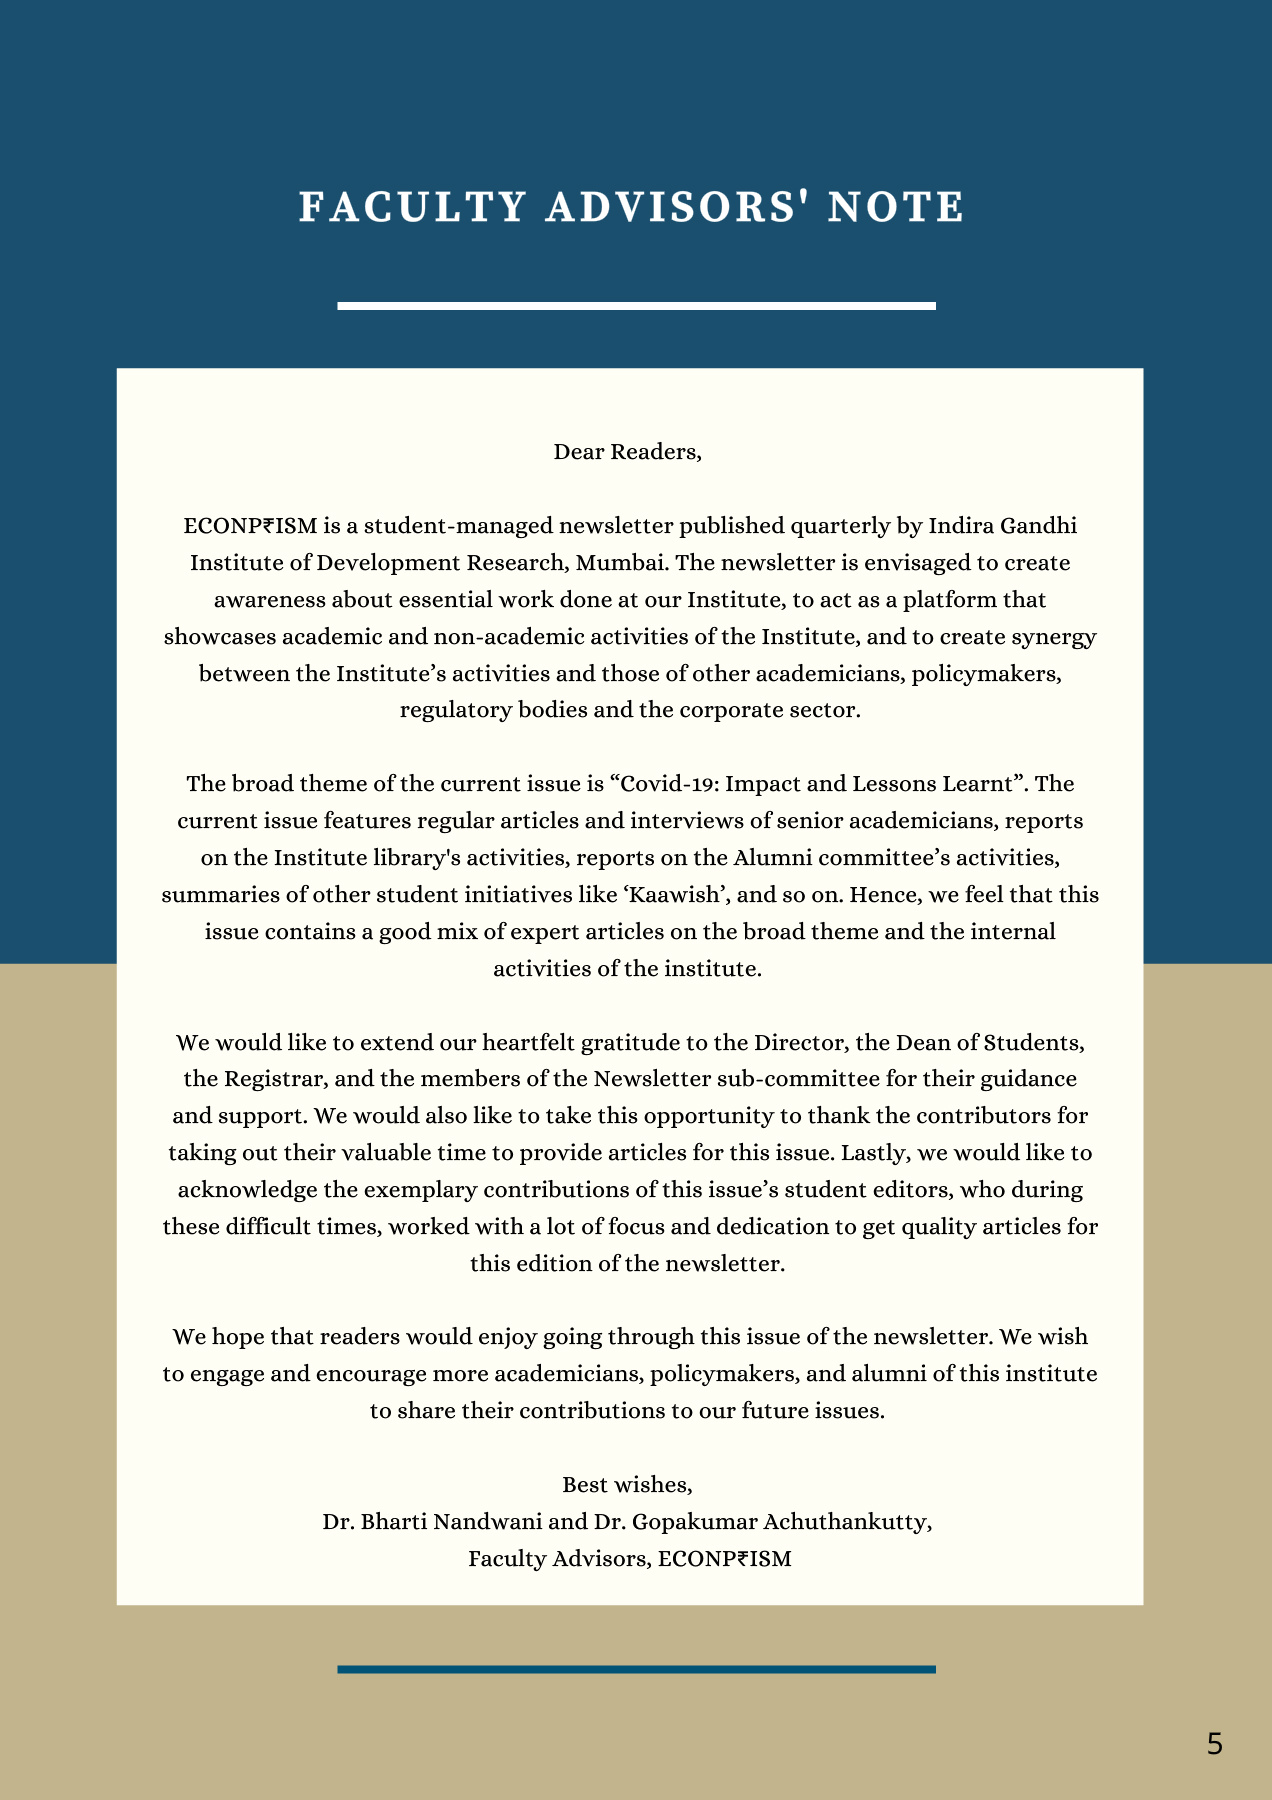 FACULTY ADVISORS' NOTE
Dear Readers,
ECONP₹ISM is a student-managed newsletter published quarterly by Indira Gandhi
Institute of Development Research, Mumbai. The newsletter is envisaged to create
awareness about essential work done at our Institute, to act as a platform that
showcases academic and non-academic activities of the Institute, and to create synergy
between the Institute’s activities and those of other academicians, policymakers,
regulatory bodies and the corporate sector.
The broad theme of the current issue is “Covid-19: Impact and Lessons Learnt”. The
current issue features regular articles and interviews of senior academicians, reports
on the Institute library's activities, reports on the Alumni committee’s activities,
summaries of other student initiatives like ‘Kaawish’, and so on. Hence, we feel that this
issue contains a good mix of expert articles on the broad theme and the internal
activities of the institute.
We would like to extend our heartfelt gratitude to the Director, the Dean of Students,
the Registrar, and the members of the Newsletter sub-committee for their guidance
and support. We would also like to take this opportunity to thank the contributors for
taking out their valuable time to provide articles for this issue. Lastly, we would like to
acknowledge the exemplary contributions of this issue’s student editors, who during
these difficult times, worked with a lot of focus and dedication to get quality articles for
this edition of the newsletter.
We hope that readers would enjoy going through this issue of the newsletter. We wish
to engage and encourage more academicians, policymakers, and alumni of this institute
to share their contributions to our future issues.
Best wishes,
Dr. Bharti Nandwani and Dr. Gopakumar Achuthankutty,
Faculty Advisors, ECONP₹ISM
5